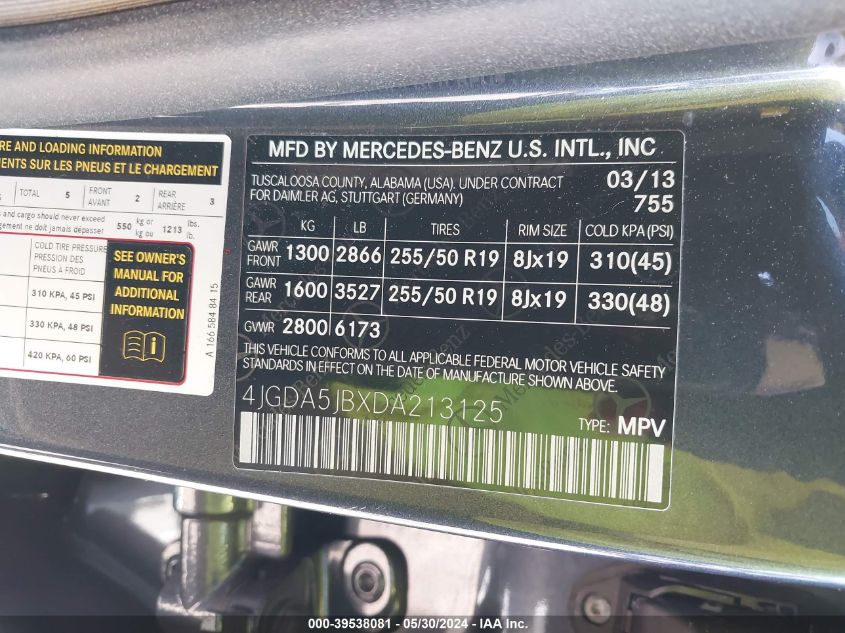 RE AND LOADING INFORMATION
MENTS SUR LES PNEUS ET LE CHARGEMENT
TOTAL 5 FRONT AVANT 2 REAR ARRIÈRE 3
s and cargo should never exceed 550 kg or kg ou 1213 lbs. lb.
gement ne doit jamais dépasser
COLD TIRE PRESSURE
PRESSION DES
PNEUS À FROID
310 KPA, 45 PSI
330 KPA, 48 PSI
420 KPA, 60 PSI
SEE OWNER'S
MANUAL FOR
ADDITIONAL
INFORMATION
A 166 584 84 15
MFD BY MERCEDES-BENZ U.S. INTL., INC
TUSCALOOSA COUNTY, ALABAMA (USA). UNDER CONTRACT 03/13
FOR DAIMLER AG, STUTTGART (GERMANY) 755
KG LB TIRES RIM SIZE COLD KPA(PSI)
GAWR FRONT 1300 2866 255/50 R19 8Jx19 310(45)
GAWR REAR 1600 3527 255/50 R19 8Jx19 330(48)
GVWR 2800 6173
THIS VEHICLE CONFORMS TO ALL APPLICABLE FEDERAL MOTOR VEHICLE SAFETY
STANDARDS IN EFFECT ON THE DATE OF MANUFACTURE SHOWN ABOVE.
4JGDA5JBXDA213125
TYPE: MPV
000-39538081 - 05/30/2024 - IAA Inc.